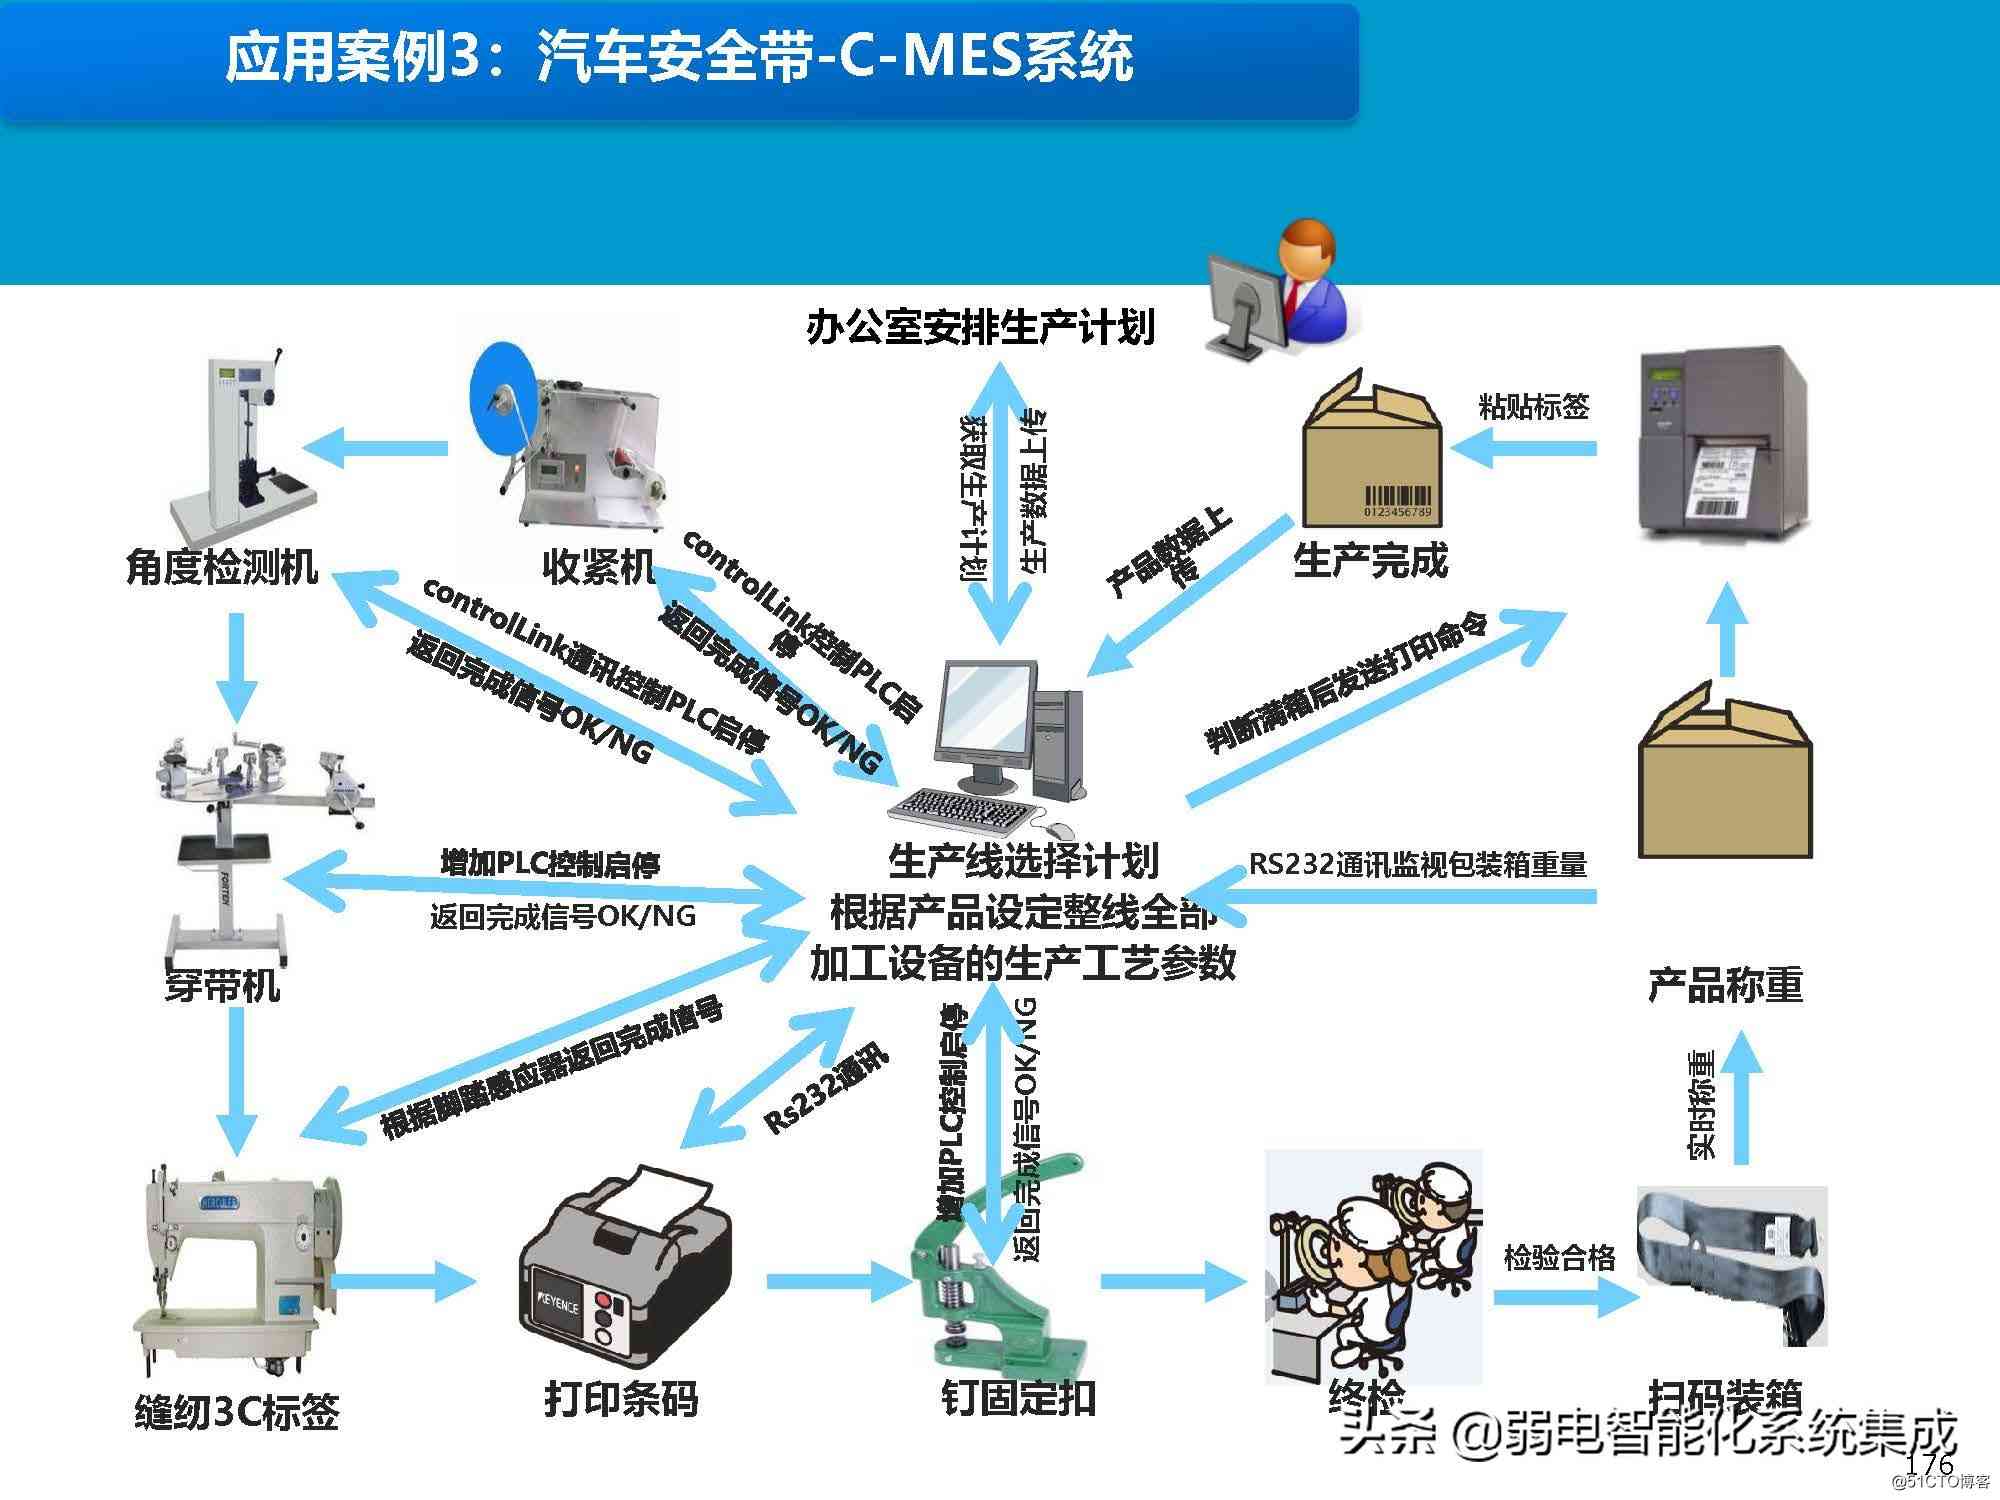 应用案例3：汽车安全带-C-MES系统
办公室安排生产计划
获取生产计划
生产数据上传
粘贴标签
0123456789
生产完成
产品数据上
传
角度检测机
收紧机
controlLink控制PLC启
停
返回完成信号OK/NG
controlLink通讯控制PLC启停
返回完成信号OK/NG
判断满箱后发送打印命令
增加PLC控制启停
返回完成信号OK/NG
生产线选择计划
根据产品设定整线全部
加工设备的生产工艺参数
RS232通讯监视包装箱重量
穿带机
产品称重
根据脚踏感应器返回完成信号
Rs232通讯
增加PLC控制启停
返回完成信号OK/NG
实时称重
KEYENCE
检验合格
缝纫3C标签
打印条码
钉固定扣
终检
扫码装箱
头条 @弱电智能化系统集成
176
@51CTO博客